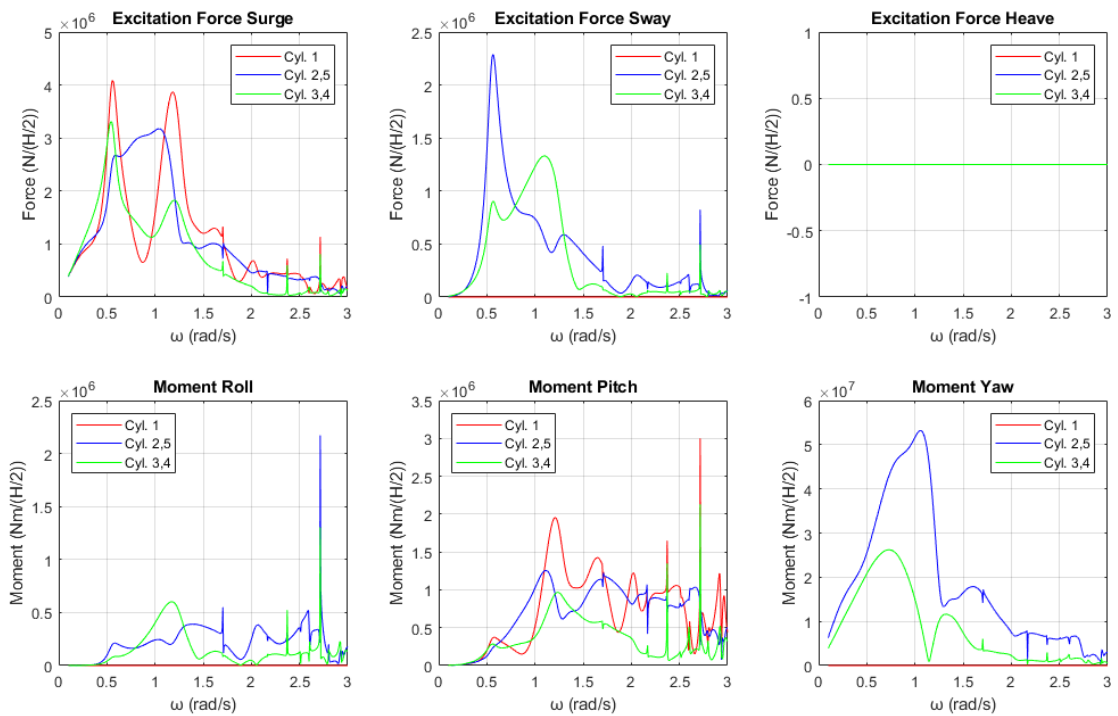 Excitation Force Surge
×10⁶
Force (N/(H/2))
5
4
3
2
1
0
0 0.5 1 1.5 2 2.5 3
ω (rad/s)
Cyl. 1
Cyl. 2,5
Cyl. 3,4
Excitation Force Sway
×10⁶
Force (N/(H/2))
2.5
2
1.5
1
0.5
0
0 0.5 1 1.5 2 2.5 3
ω (rad/s)
Cyl. 1
Cyl. 2,5
Cyl. 3,4
Excitation Force Heave
Force (N/(H/2))
1
0.5
0
-0.5
-1
0 0.5 1 1.5 2 2.5 3
ω (rad/s)
Cyl. 1
Cyl. 2,5
Cyl. 3,4
Moment Roll
×10⁶
Moment (Nm/(H/2))
2.5
2
1.5
1
0.5
0
0 0.5 1 1.5 2 2.5 3
ω (rad/s)
Cyl. 1
Cyl. 2,5
Cyl. 3,4
Moment Pitch
×10⁶
Moment (Nm/(H/2))
3.5
3
2.5
2
1.5
1
0.5
0
0 0.5 1 1.5 2 2.5 3
ω (rad/s)
Cyl. 1
Cyl. 2,5
Cyl. 3,4
Moment Yaw
×10⁷
Moment (Nm/(H/2))
6
5
4
3
2
1
0
0 0.5 1 1.5 2 2.5 3
ω (rad/s)
Cyl. 1
Cyl. 2,5
Cyl. 3,4